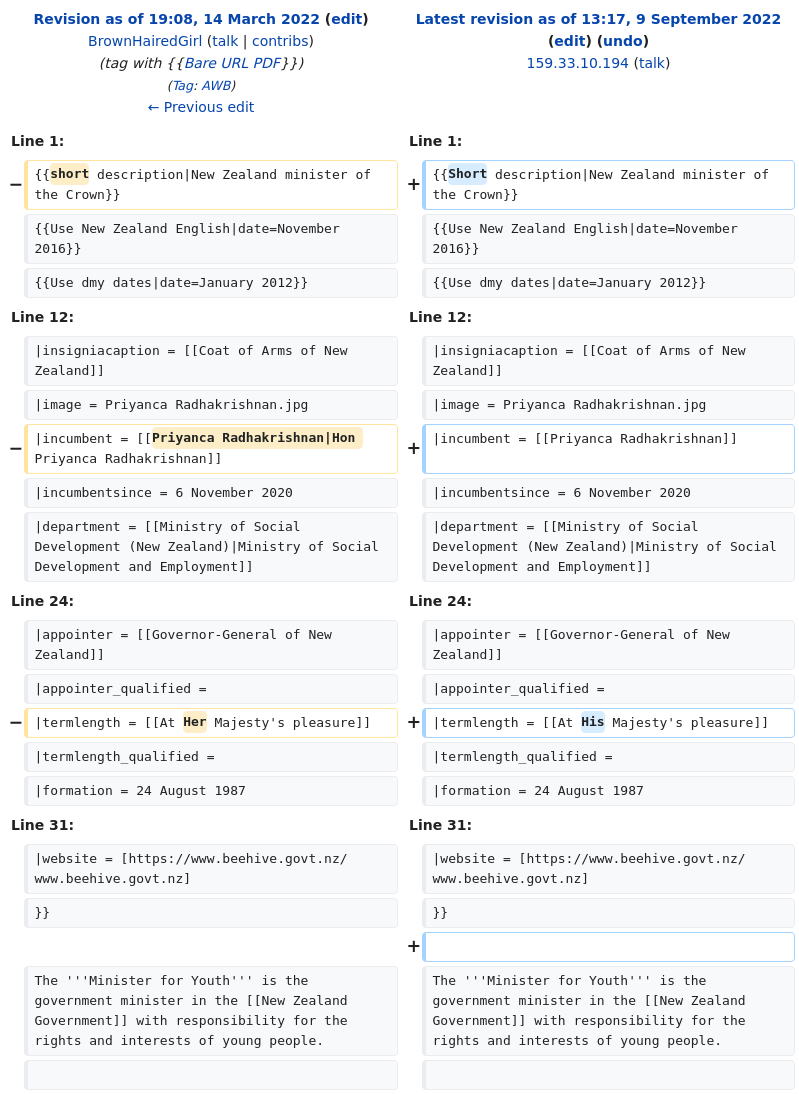 Revision as of 19:08, 14 March 2022 (edit)
BrownHairedGirl (talk | contribs)
(tag with {{Bare URL PDF}})
(Tag: AWB)
← Previous edit
Latest revision as of 13:17, 9 September 2022
(edit) (undo)
159.33.10.194 (talk)
Line 1:
Line 1:
− {{short description|New Zealand minister of
the Crown}}
+ {{Short description|New Zealand minister of
the Crown}}
{{Use New Zealand English|date=November
2016}}
{{Use New Zealand English|date=November
2016}}
{{Use dmy dates|date=January 2012}}
{{Use dmy dates|date=January 2012}}
Line 12:
Line 12:
|insigniacaption = [[Coat of Arms of New
Zealand]]
|insigniacaption = [[Coat of Arms of New
Zealand]]
|image = Priyanca Radhakrishnan.jpg
|image = Priyanca Radhakrishnan.jpg
− |incumbent = [[Priyanca Radhakrishnan|Hon
Priyanca Radhakrishnan]]
+ |incumbent = [[Priyanca Radhakrishnan]]
|incumbentsince = 6 November 2020
|incumbentsince = 6 November 2020
|department = [[Ministry of Social
Development (New Zealand)|Ministry of Social
Development and Employment]]
|department = [[Ministry of Social
Development (New Zealand)|Ministry of Social
Development and Employment]]
Line 24:
Line 24:
|appointer = [[Governor-General of New
Zealand]]
|appointer = [[Governor-General of New
Zealand]]
|appointer_qualified =
|appointer_qualified =
− |termlength = [[At Her Majesty's pleasure]]
+ |termlength = [[At His Majesty's pleasure]]
|termlength_qualified =
|termlength_qualified =
|formation = 24 August 1987
|formation = 24 August 1987
Line 31:
Line 31:
|website = [https://www.beehive.govt.nz/
www.beehive.govt.nz]
|website = [https://www.beehive.govt.nz/
www.beehive.govt.nz]
}}
}}
+
The '''Minister for Youth''' is the
government minister in the [[New Zealand
Government]] with responsibility for the
rights and interests of young people.
The '''Minister for Youth''' is the
government minister in the [[New Zealand
Government]] with responsibility for the
rights and interests of young people.